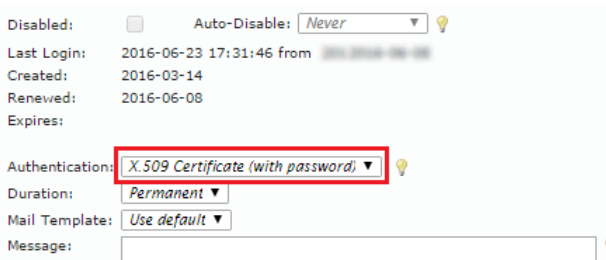 Disabled: Auto-Disable: Never
Last Login: 2016-06-23 17:31:46 from
Created: 2016-03-14
Renewed: 2016-06-08
Expires:
Authentication: X.509 Certificate (with password)
Duration: Permanent
Mail Template: Use default
Message: